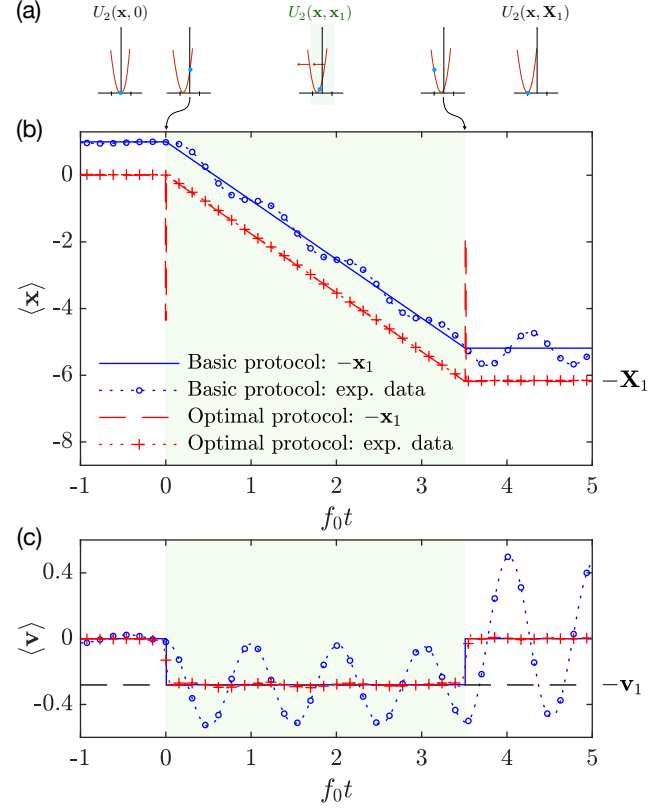 (a)
U₂(x, 0) U₂(x, x₁) U₂(x, X₁)
(b)
0
-2
-4
-6
-8
⟨x⟩
−X₁
Basic protocol: −x₁
Basic protocol: exp. data
Optimal protocol: −x₁
Optimal protocol: exp. data
-1 0 1 2 3 4 5
f₀t
(c)
0.4
0
-0.4
⟨v⟩
−v₁
-1 0 1 2 3 4 5
f₀t